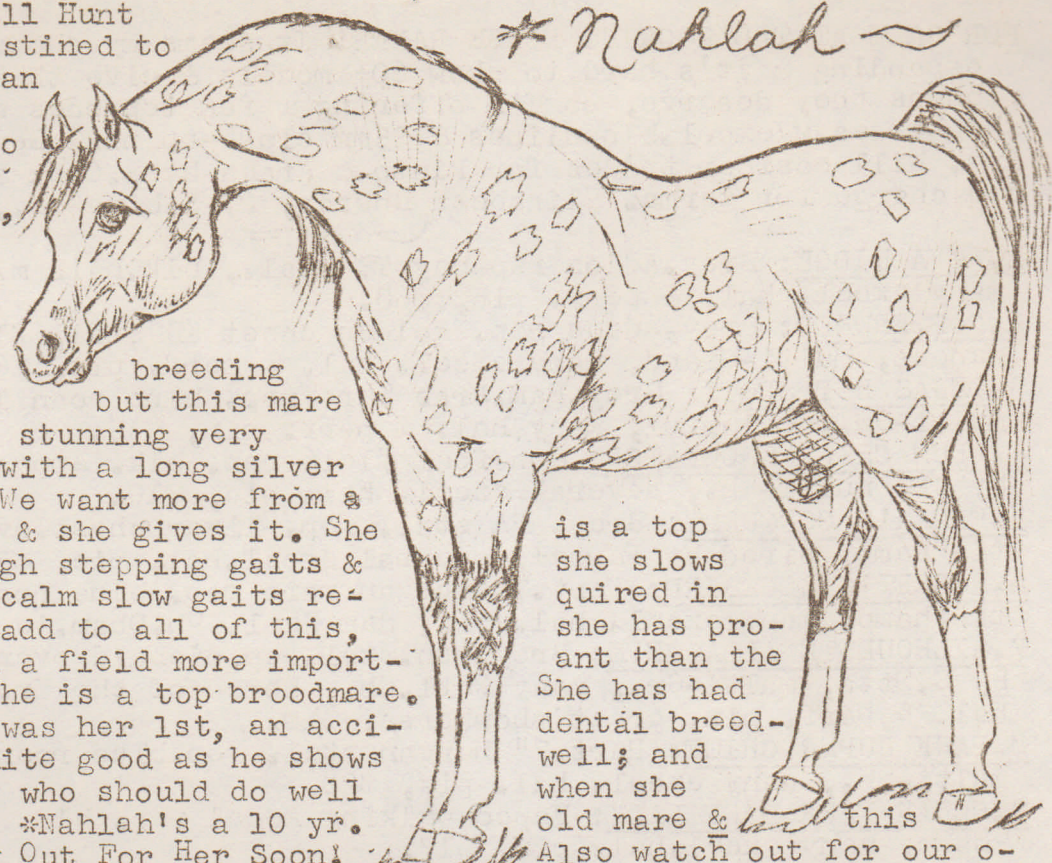 * Nahlah
ll Hunt
stined to
an
o
,
breeding
but this mare
stunning very
with a long silver
We want more from a
& she gives it. She is a top
gh stepping gaits & she slows
calm slow gaits re- quired in
add to all of this, she has pro-
a field more import- ant than the
he is a top broodmare. She has had
was her 1st, an acci- dental breed-
ite good as he shows well; and
who should do well when she
*Nahlah's a 10 yr. old mare & this
Out For Her Soon! Also watch out for our o-